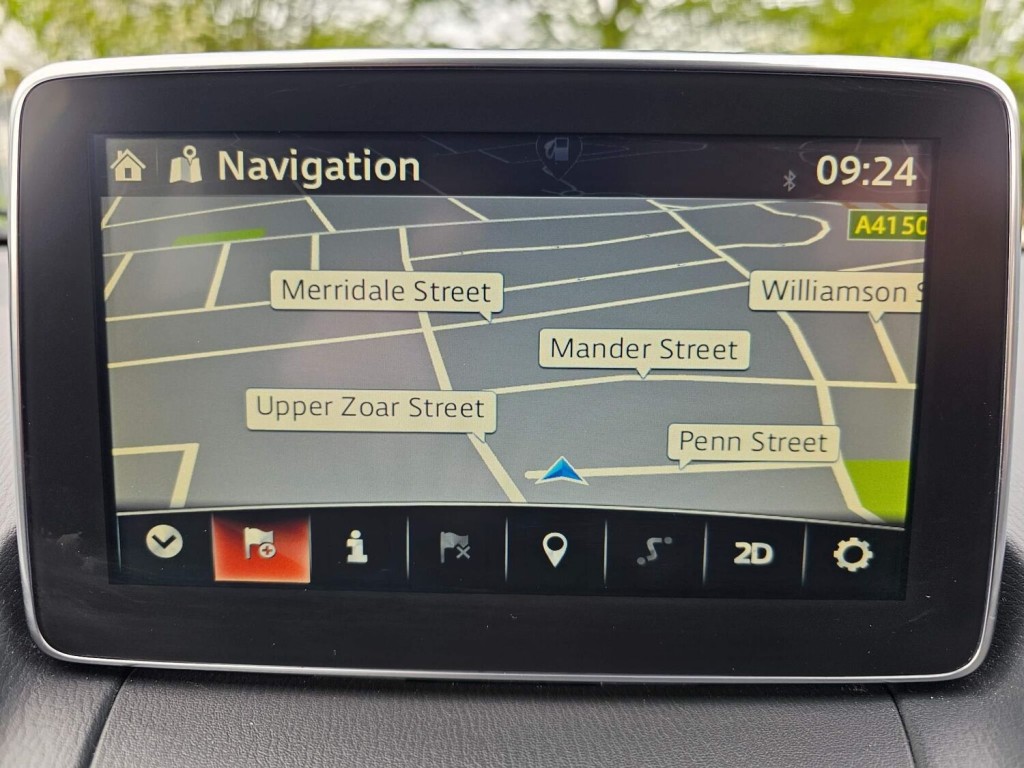 Navigation
09:24
A4150
Merridale Street
Williamson S
Mander Street
Upper Zoar Street
Penn Street
2D